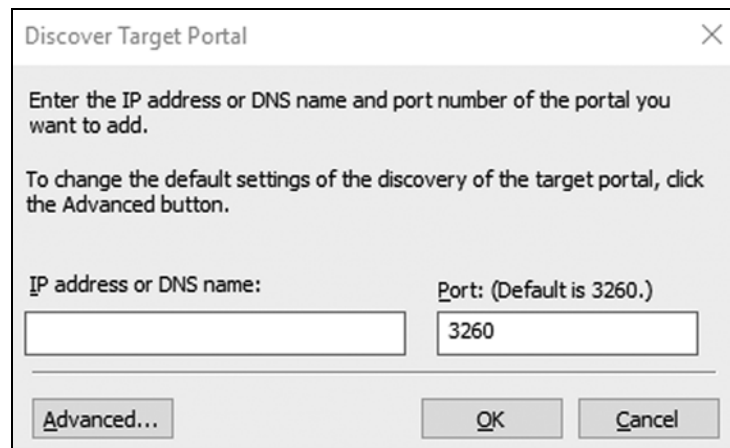 Discover Target Portal
Enter the IP address or DNS name and port number of the portal you
want to add.
To change the default settings of the discovery of the target portal, click
the Advanced button.
IP address or DNS name:
Port: (Default is 3260.)
3260
Advanced...
OK
Cancel